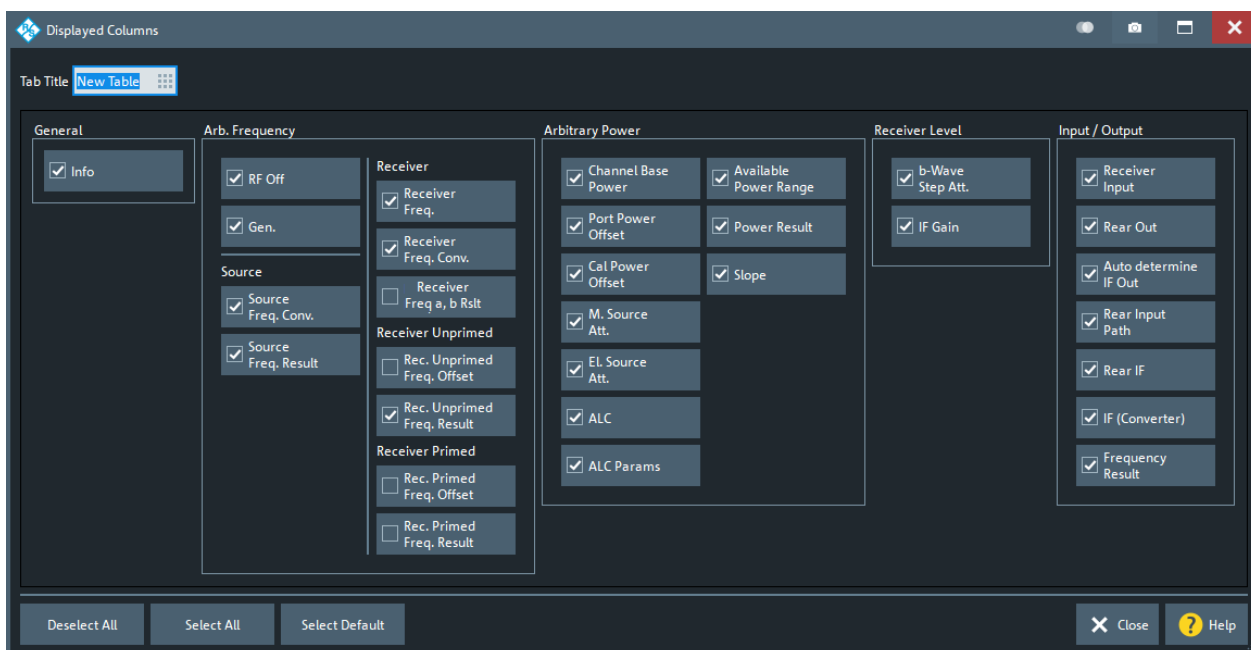 Displayed Columns
Tab Title New Table
General
Info
Arb. Frequency
RF Off
Gen.
Source
Source
Freq. Conv.
Source
Freq. Result
Receiver
Receiver
Freq.
Receiver
Freq. Conv.
Receiver
Freq a, b Rslt
Receiver Unprimed
Rec. Unprimed
Freq. Offset
Rec. Unprimed
Freq. Result
Receiver Primed
Rec. Primed
Freq. Offset
Rec. Primed
Freq. Result
Arbitrary Power
Channel Base
Power
Port Power
Offset
Cal Power
Offset
M. Source
Att.
El. Source
Att.
ALC
ALC Params
Available
Power Range
Power Result
Slope
Receiver Level
b-Wave
Step Att.
IF Gain
Input / Output
Receiver
Input
Rear Out
Auto determine
IF Out
Rear Input
Path
Rear IF
IF (Converter)
Frequency
Result
Deselect All
Select All
Select Default
Close
? Help